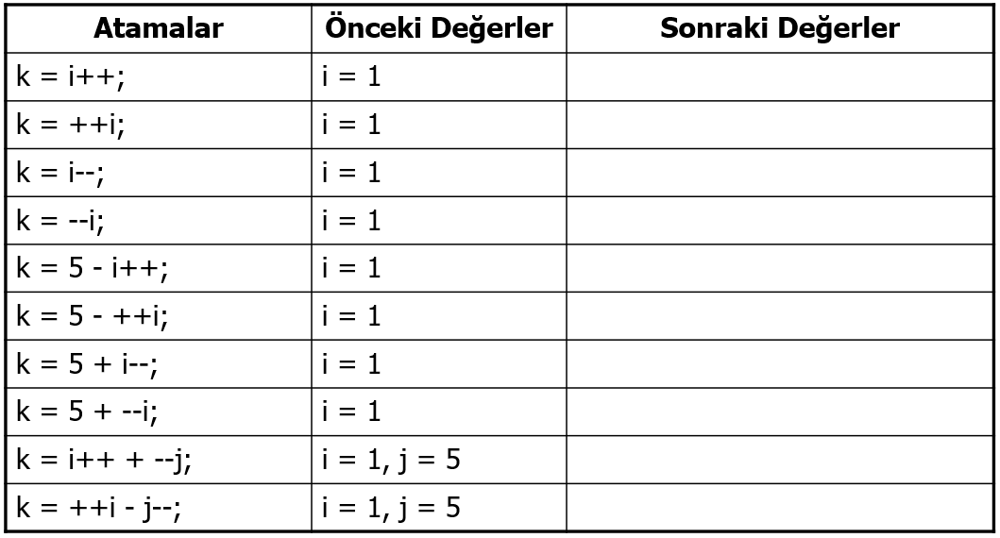 Atamalar Önceki Değerler Sonraki Değerler
k = i++; i = 1
k = ++i; i = 1
k = i--; i = 1
k = --i; i = 1
k = 5 - i++; i = 1
k = 5 - ++i; i = 1
k = 5 + i--; i = 1
k = 5 + --i; i = 1
k = i++ + --j; i = 1, j = 5
k = ++i - j--; i = 1, j = 5